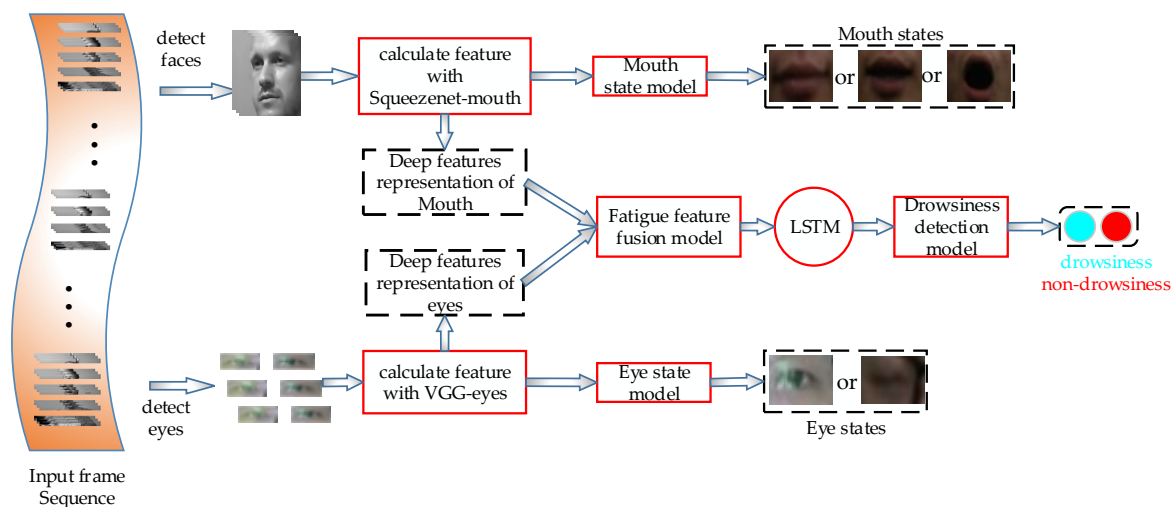 detect
faces
calculate feature
with
Squeezenet-mouth
Mouth
state model
Mouth states
or
or
Deep features
representation of
Mouth
Fatigue feature
fusion model
LSTM
Drowsiness
detection model
drowsiness
non-drowsiness
Deep features
representation of
eyes
detect
eyes
calculate feature
with VGG-eyes
Eye state
model
or
Eye states
Input frame
Sequence